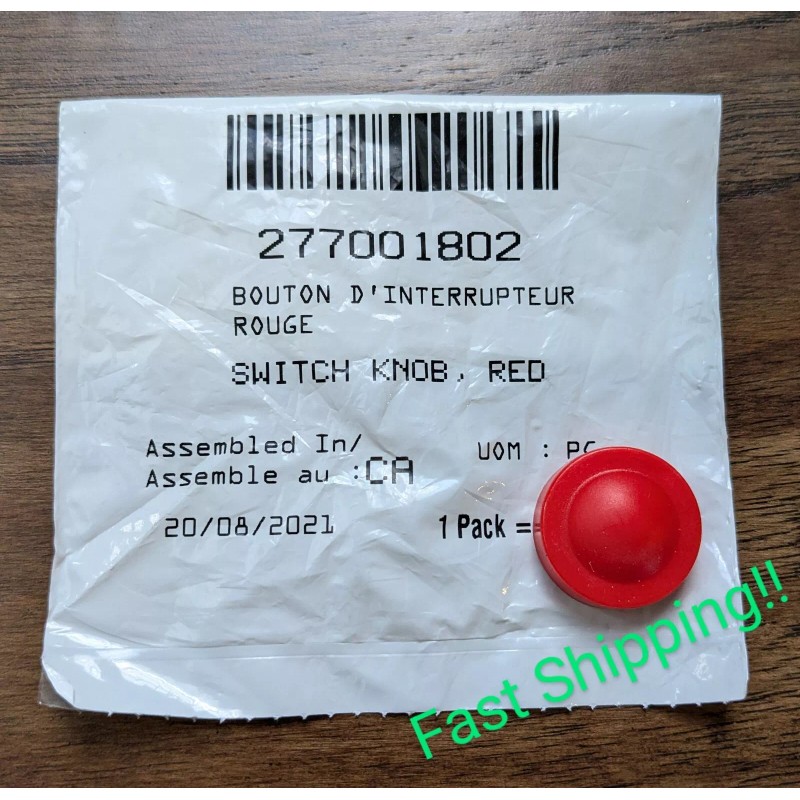 277001802
BOUTON D'INTERRUPTEUR
ROUGE
SWITCH KNOB, RED
Assembled In/
Assemble au :CA
UOM : PC
20/08/2021
1 Pack =
Fast Shipping!!